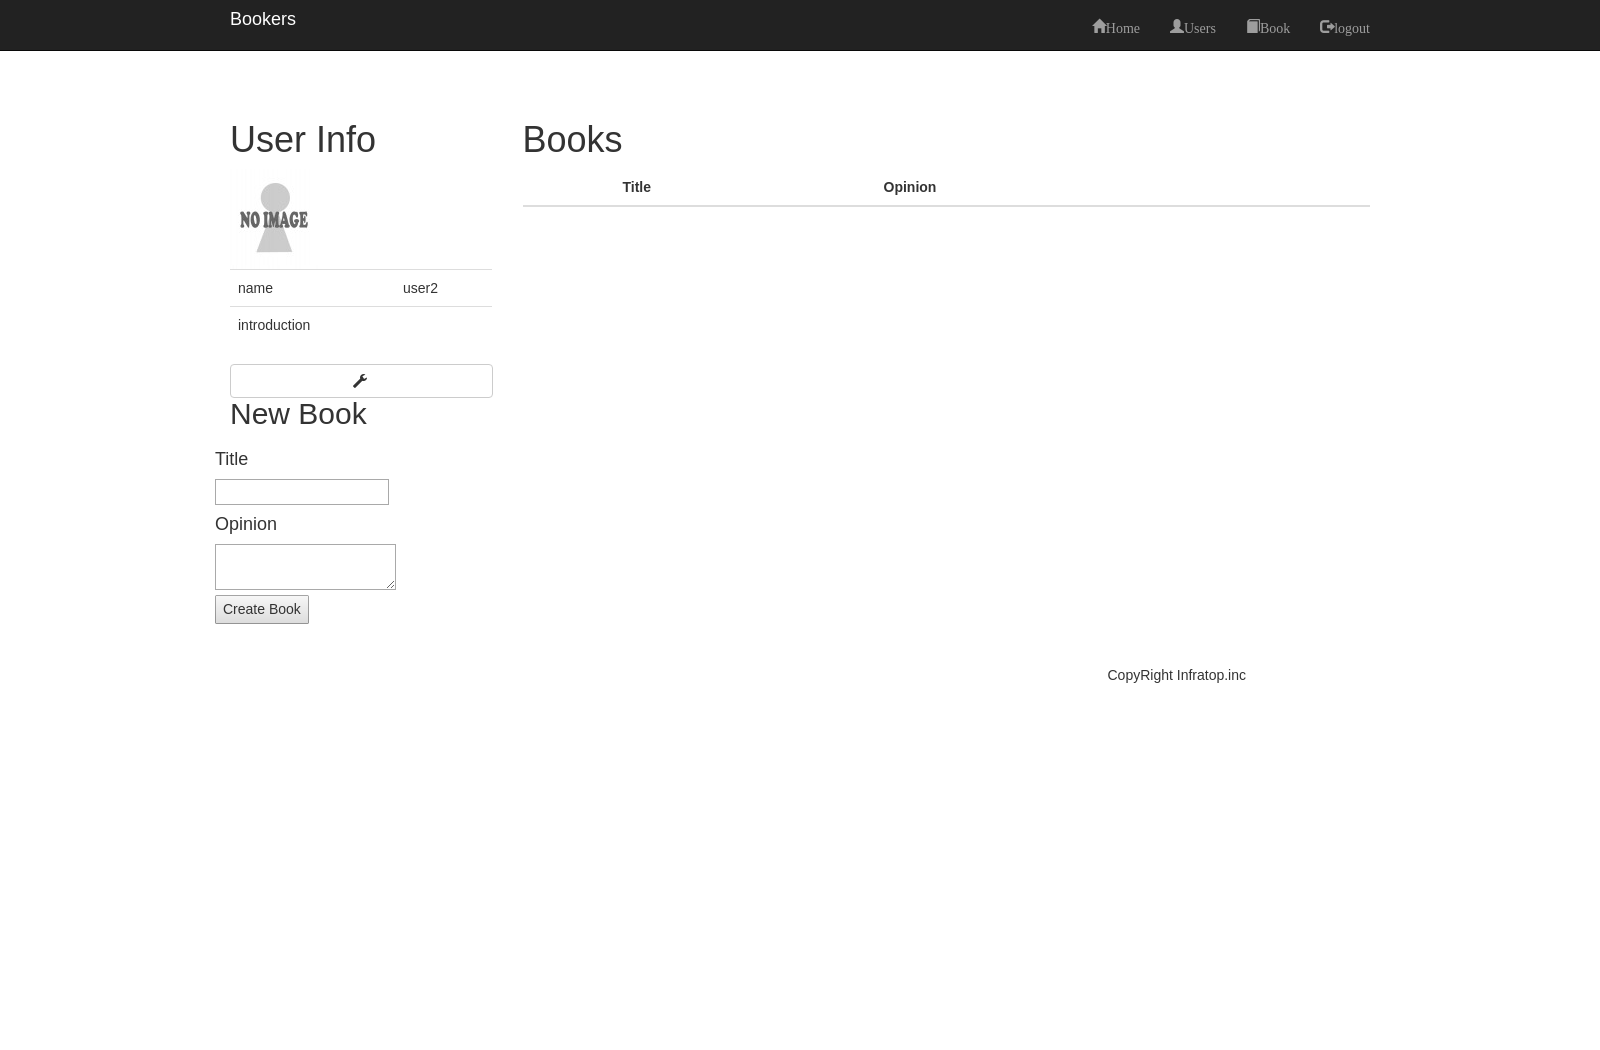 Bookers
Home Users Book logout
User Info
NO IMAGE
name user2
introduction
New Book
Title
Opinion
Create Book
Books
Title Opinion
CopyRight Infratop.inc